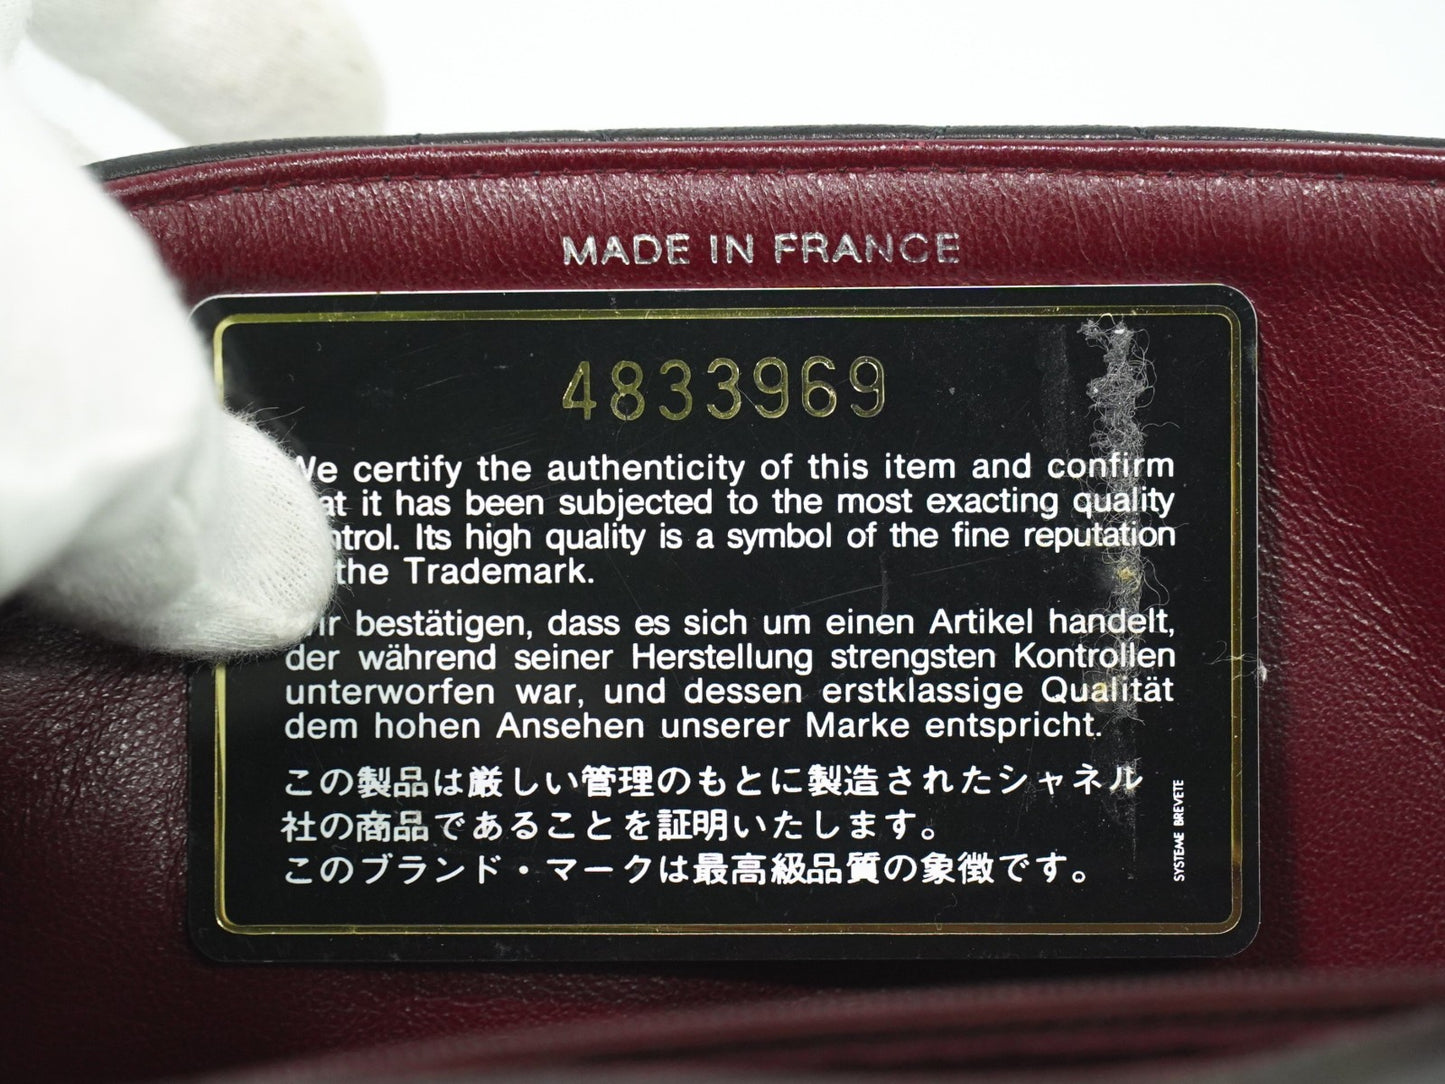 MADE IN FRANCE
4833969
We certify the authenticity of this item and confirm
it has been subjected to the most exacting quality
Its high quality is a symbol of the fine reputation
the Trademark.
bestätigen, dass es sich um einen Artikel handelt,
der während seiner Herstellung strengsten Kontrollen
unterworfen war, und dessen erstklassige Qualität
dem hohen Ansehen unserer Marke entspricht.
この製品は厳しい管理のもとに製造されたシャネル
社の商品であることを証明いたします。
このブランド・マークは最高級品質の象徴です。
SYSTEME BREVETE